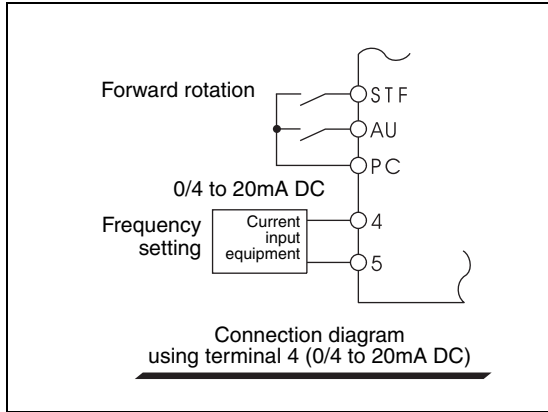 Forward rotation
STF
AU
PC
0/4 to 20mA DC
Frequency
setting
Current
input
equipment
4
5
Connection diagram
using terminal 4 (0/4 to 20mA DC)